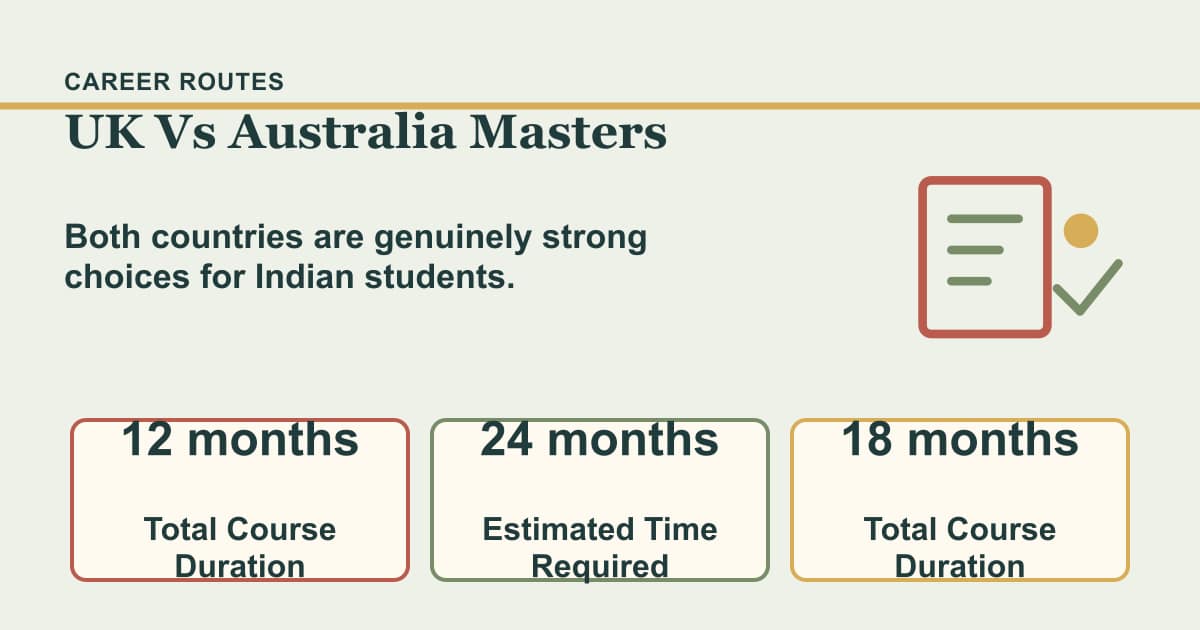 CAREER ROUTES
UK Vs Australia Masters
Both countries are genuinely strong
choices for Indian students.
12 months
Total Course
Duration
24 months
Estimated Time
Required
18 months
Total Course
Duration